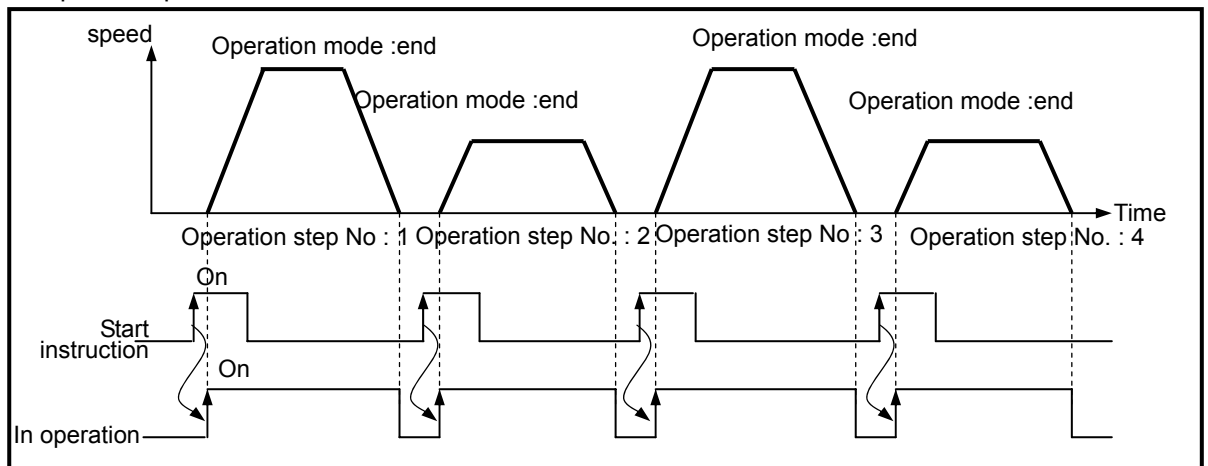 speed
Operation mode :end
Operation mode :end
Operation mode :end
Operation mode :end
Time
Operation step No : 1
Operation step No. : 2
Operation step No : 3
Operation step No. : 4
On
Start
instruction
On
In operation